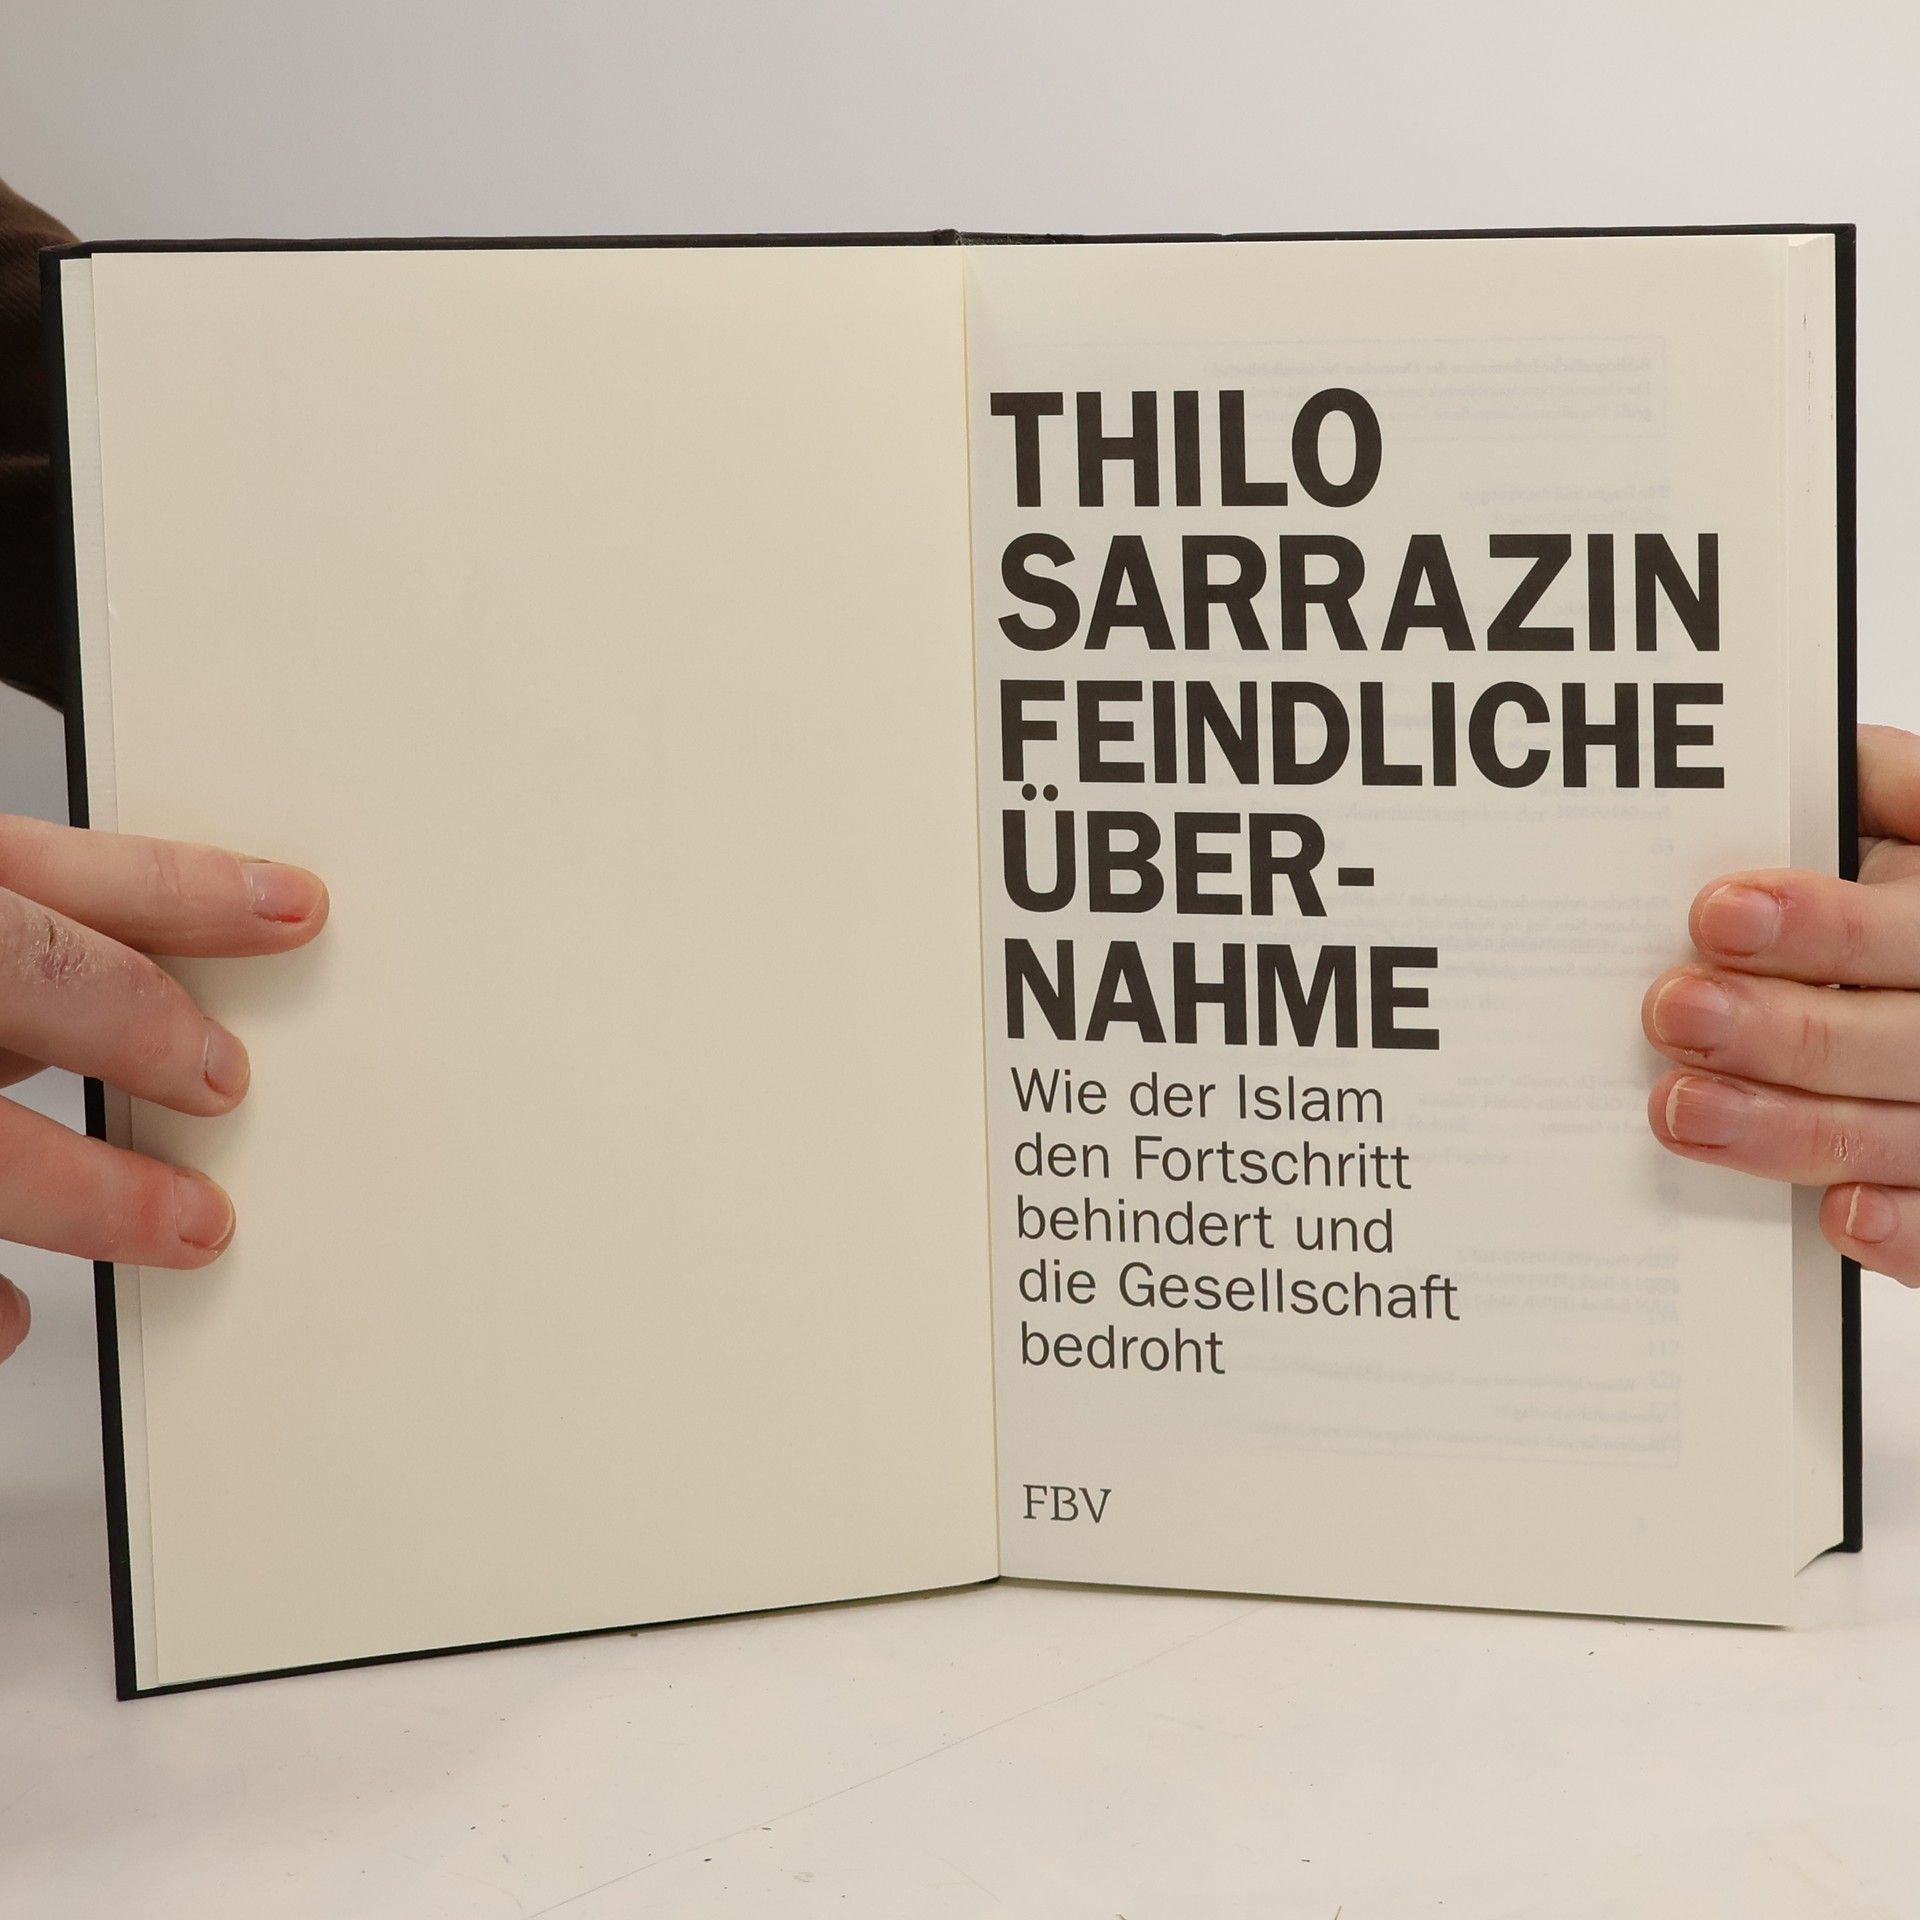 THILO
SARRAZIN
FEINDLICHE
ÜBER-
NAHME
Wie der Islam
den Fortschritt
behindert und
die Gesellschaft
bedroht
FBV